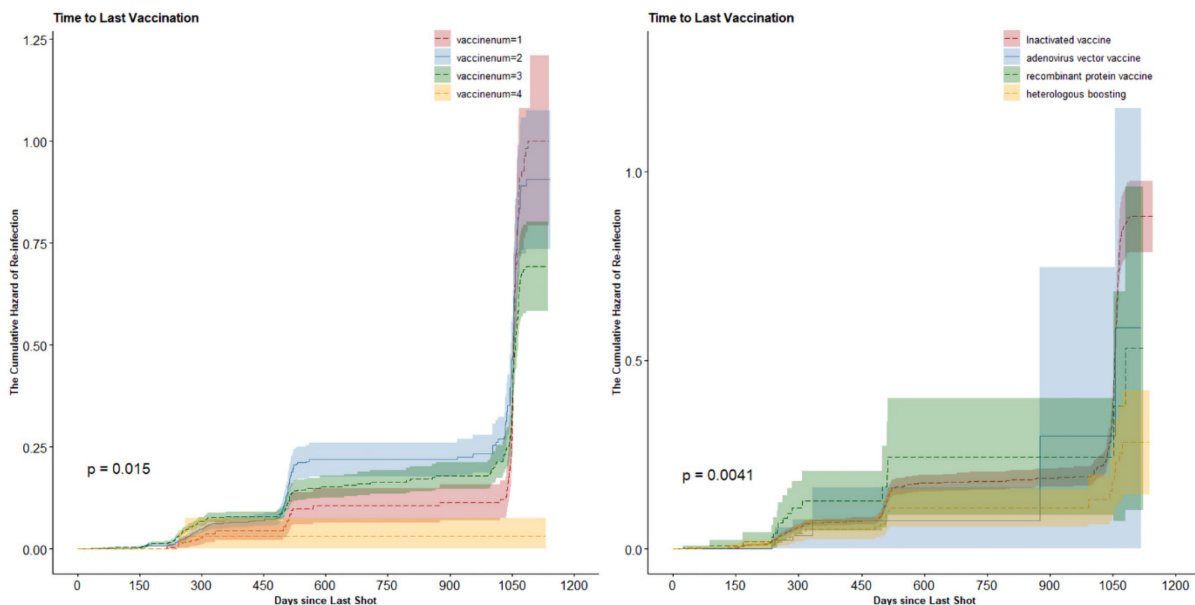 Time to Last Vaccination
The Cumulative Hazard of Re-infection
1.25
1.00
0.75
0.50
0.25
0.00
vaccinenum=1
vaccinenum=2
vaccinenum=3
vaccinenum=4
p = 0.015
0 150 300 450 600 750 900 1050 1200
Days since Last Shot
Time to Last Vaccination
The Cumulative Hazard of Re-infection
1.0
0.5
0.0
Inactivated vaccine
adenovirus vector vaccine
recombinant protein vaccine
heterologous boosting
p = 0.0041
0 150 300 450 600 750 900 1050 1200
Days since Last Shot